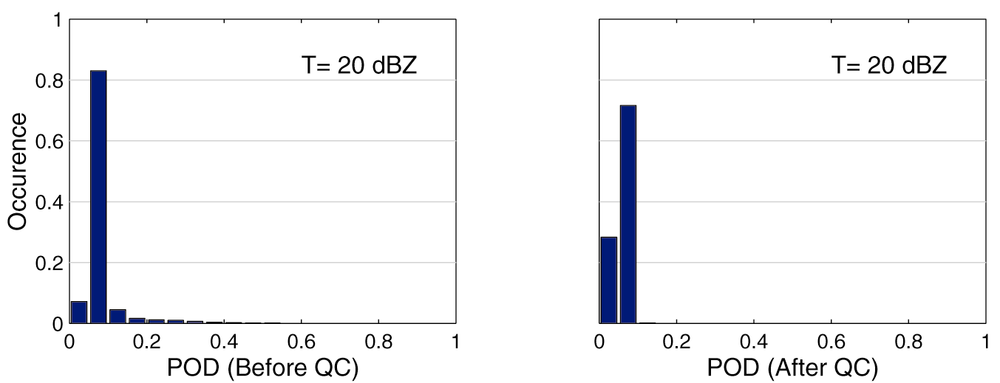 1
0.8
0.6
0.4
0.2
0
Occurence
T= 20 dBZ
0 0.2 0.4 0.6 0.8 1
POD (Before QC)
T= 20 dBZ
0 0.2 0.4 0.6 0.8 1
POD (After QC)